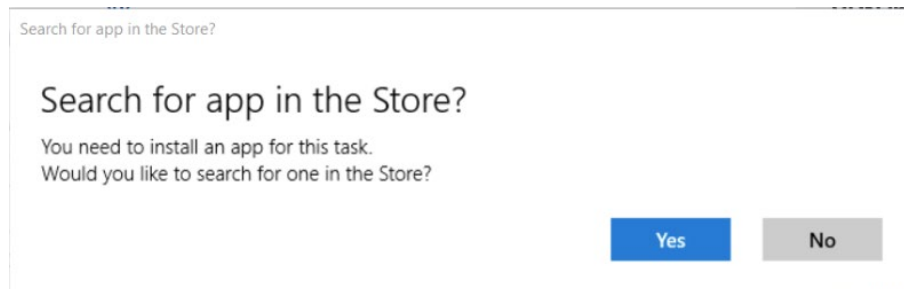 Search for app in the Store?
Search for app in the Store?
You need to install an app for this task.
Would you like to search for one in the Store?
Yes
No